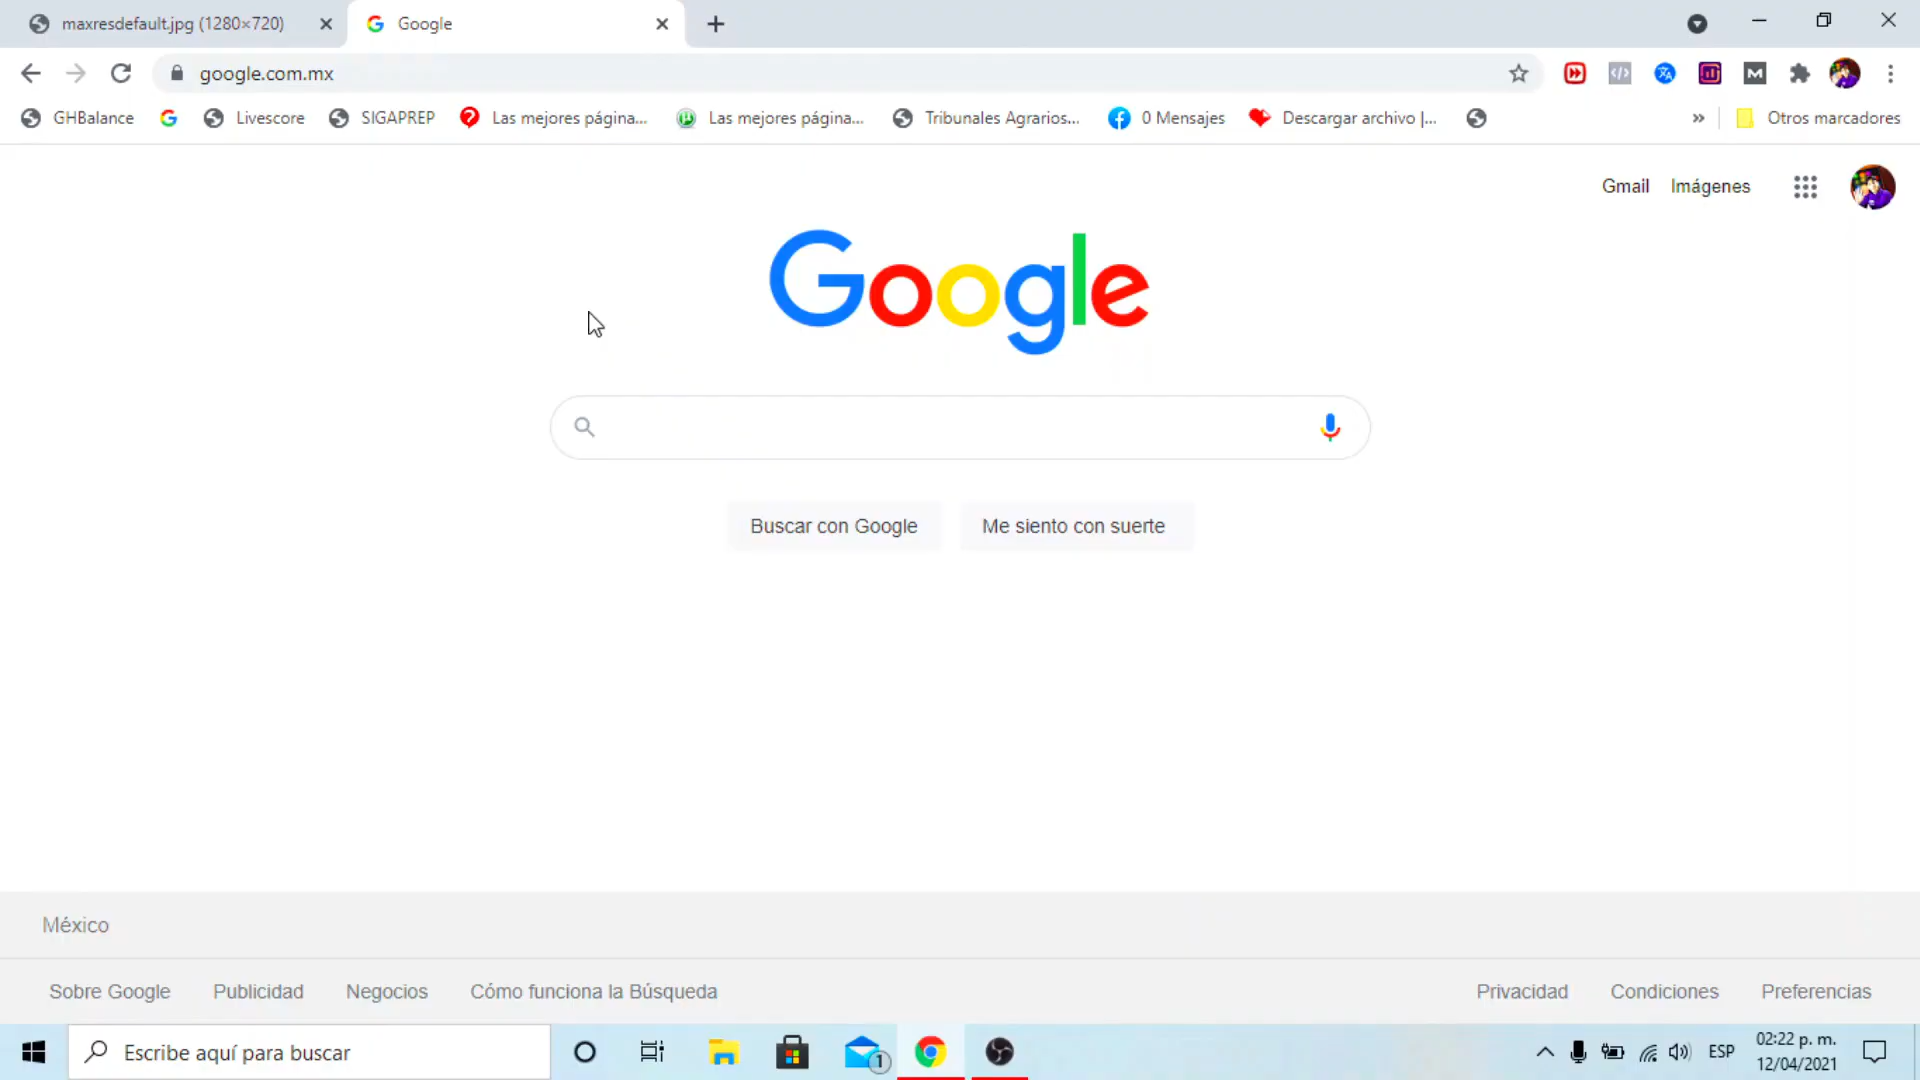 maxresdefault.jpg (1280×720)
Google
google.com.mx
GHBalance
Livescore
SIGAPREP
Las mejores página...
Las mejores página...
Tribunales Agrarios...
0 Mensajes
Descargar archivo |...
»
Otros marcadores
Gmail
Imágenes
Google
Buscar con Google
Me siento con suerte
México
Sobre Google
Publicidad
Negocios
Cómo funciona la Búsqueda
Privacidad
Condiciones
Preferencias
Escribe aquí para buscar
1
ESP
02:22 p. m.
12/04/2021